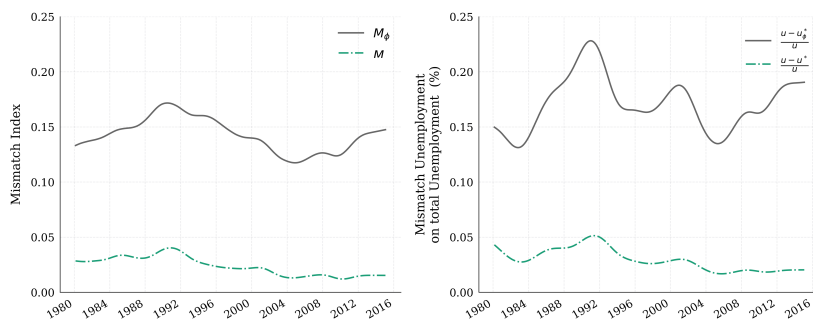 Mismatch Index
0.25
0.20
0.15
0.10
0.05
0.00
1980 1984 1988 1992 1996 2000 2004 2008 2012 2016
M_ϕ
M
Mismatch Unemployment
on total Unemployment (%)
0.25
0.20
0.15
0.10
0.05
0.00
1980 1984 1988 1992 1996 2000 2004 2008 2012 2016
\frac{u-u^*_ϕ}{u}
\frac{u-u^*}{u}